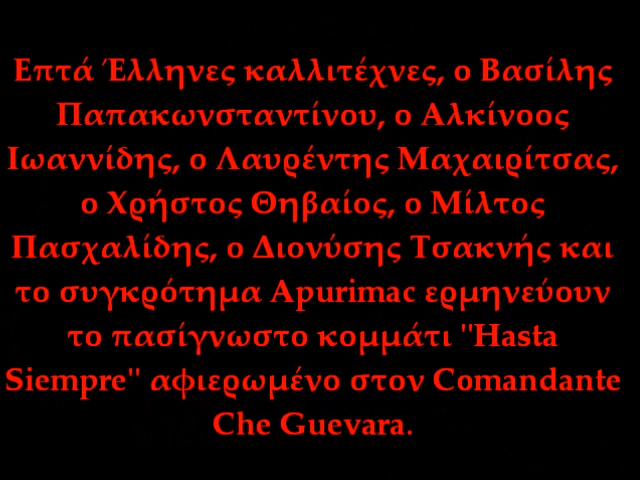 Επτά Έλληνες καλλιτέχνες, ο Βασίλης
Παπακωνσταντίνου, ο Αλκίνοος
Ιωαννίδης, ο Λαυρέντης Μαχαιρίτσας,
ο Χρήστος Θηβαίος, ο Μίλτος
Πασχαλίδης, ο Διονύσης Τσακνής και
το συγκρότημα Apurimac ερμηνεύουν
το πασίγνωστο κομμάτι "Hasta
Siempre" αφιερωμένο στον Comandante
Che Guevara.